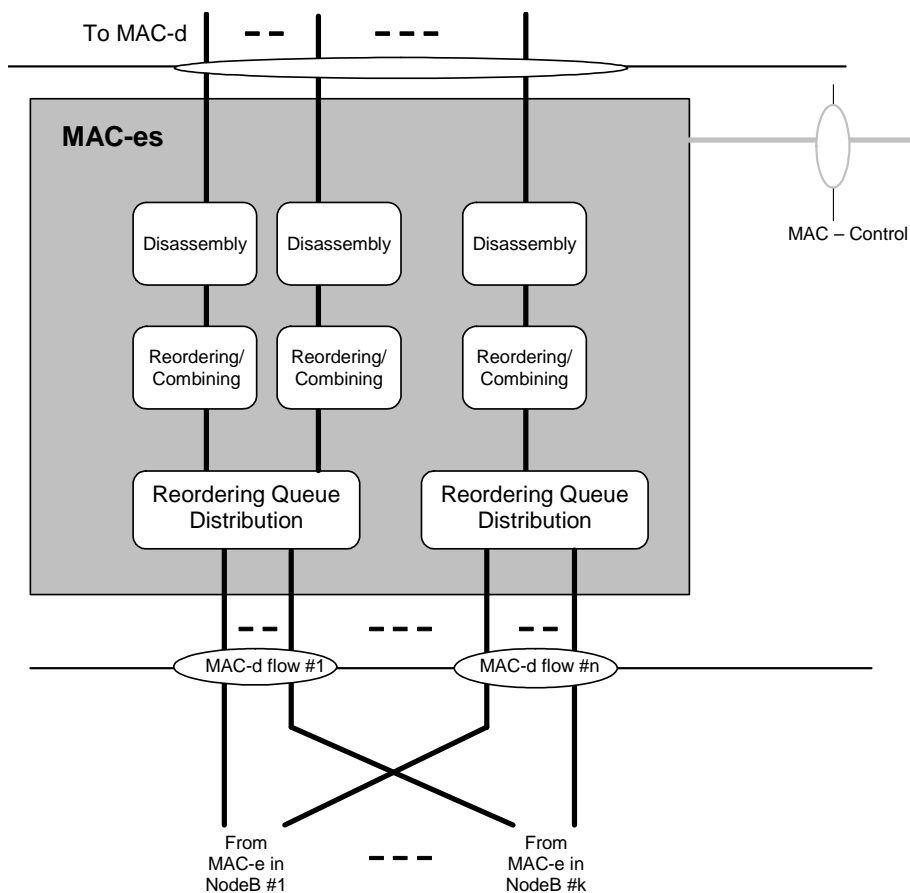 To MAC-d
MAC-es
MAC – Control
Disassembly
Disassembly
Disassembly
Reordering/
Combining
Reordering/
Combining
Reordering/
Combining
Reordering Queue
Distribution
Reordering Queue
Distribution
MAC-d flow #1
MAC-d flow #n
From
MAC-e in
NodeB #1
From
MAC-e in
NodeB #k